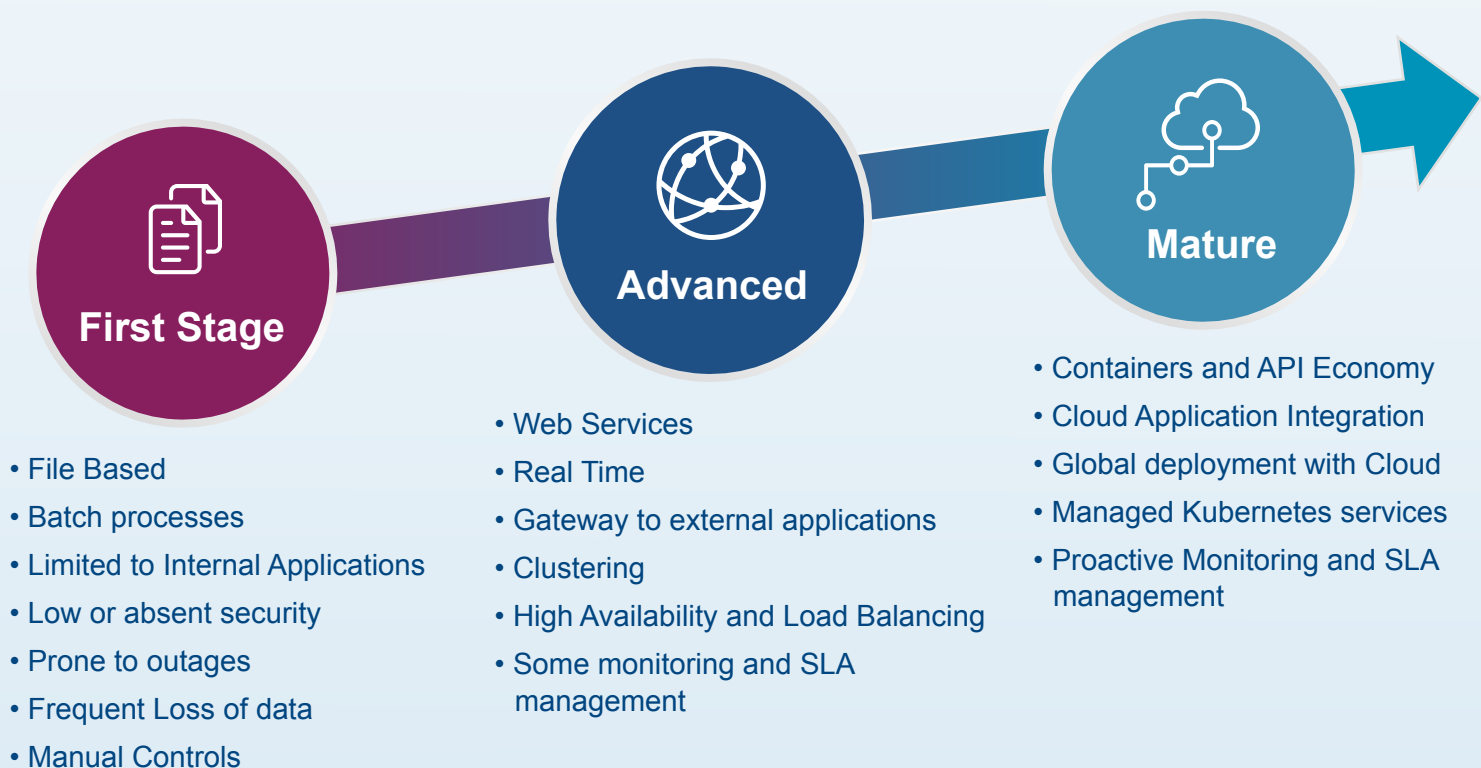 First Stage
• File Based
• Batch processes
• Limited to Internal Applications
• Low or absent security
• Prone to outages
• Frequent Loss of data
• Manual Controls
Advanced
• Web Services
• Real Time
• Gateway to external applications
• Clustering
• High Availability and Load Balancing
• Some monitoring and SLA
management
Mature
• Containers and API Economy
• Cloud Application Integration
• Global deployment with Cloud
• Managed Kubernetes services
• Proactive Monitoring and SLA
management